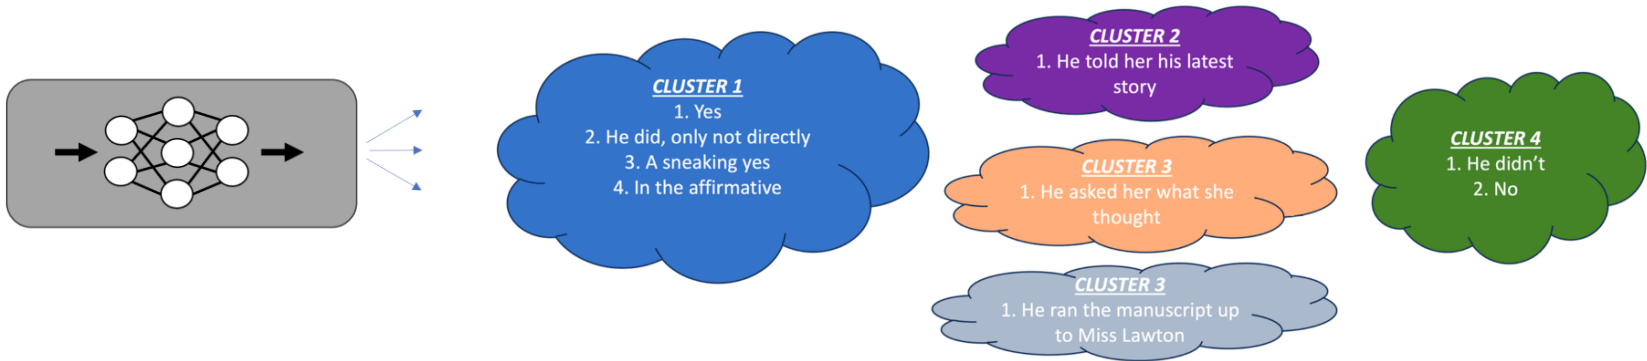 CLUSTER 1
1. Yes
2. He did, only not directly
3. A sneaking yes
4. In the affirmative
CLUSTER 2
1. He told her his latest
story
CLUSTER 3
1. He asked her what she
thought
CLUSTER 3
1. He ran the manuscript up
to Miss Lawton
CLUSTER 4
1. He didn’t
2. No